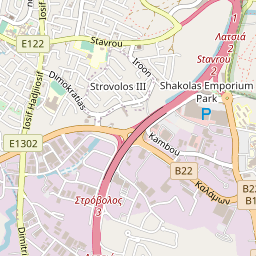 E122
Stavrou
Iosif Hadjiiosif
Dimokratias
Iroon
Strovolos III
1
Λατσιά
2
Stavrou
2
Shakolas Emporium
Park
P
E1302
Kambou
B22
B22
B
B1
Καλάμων
Στρόβολος
3
Dimitri